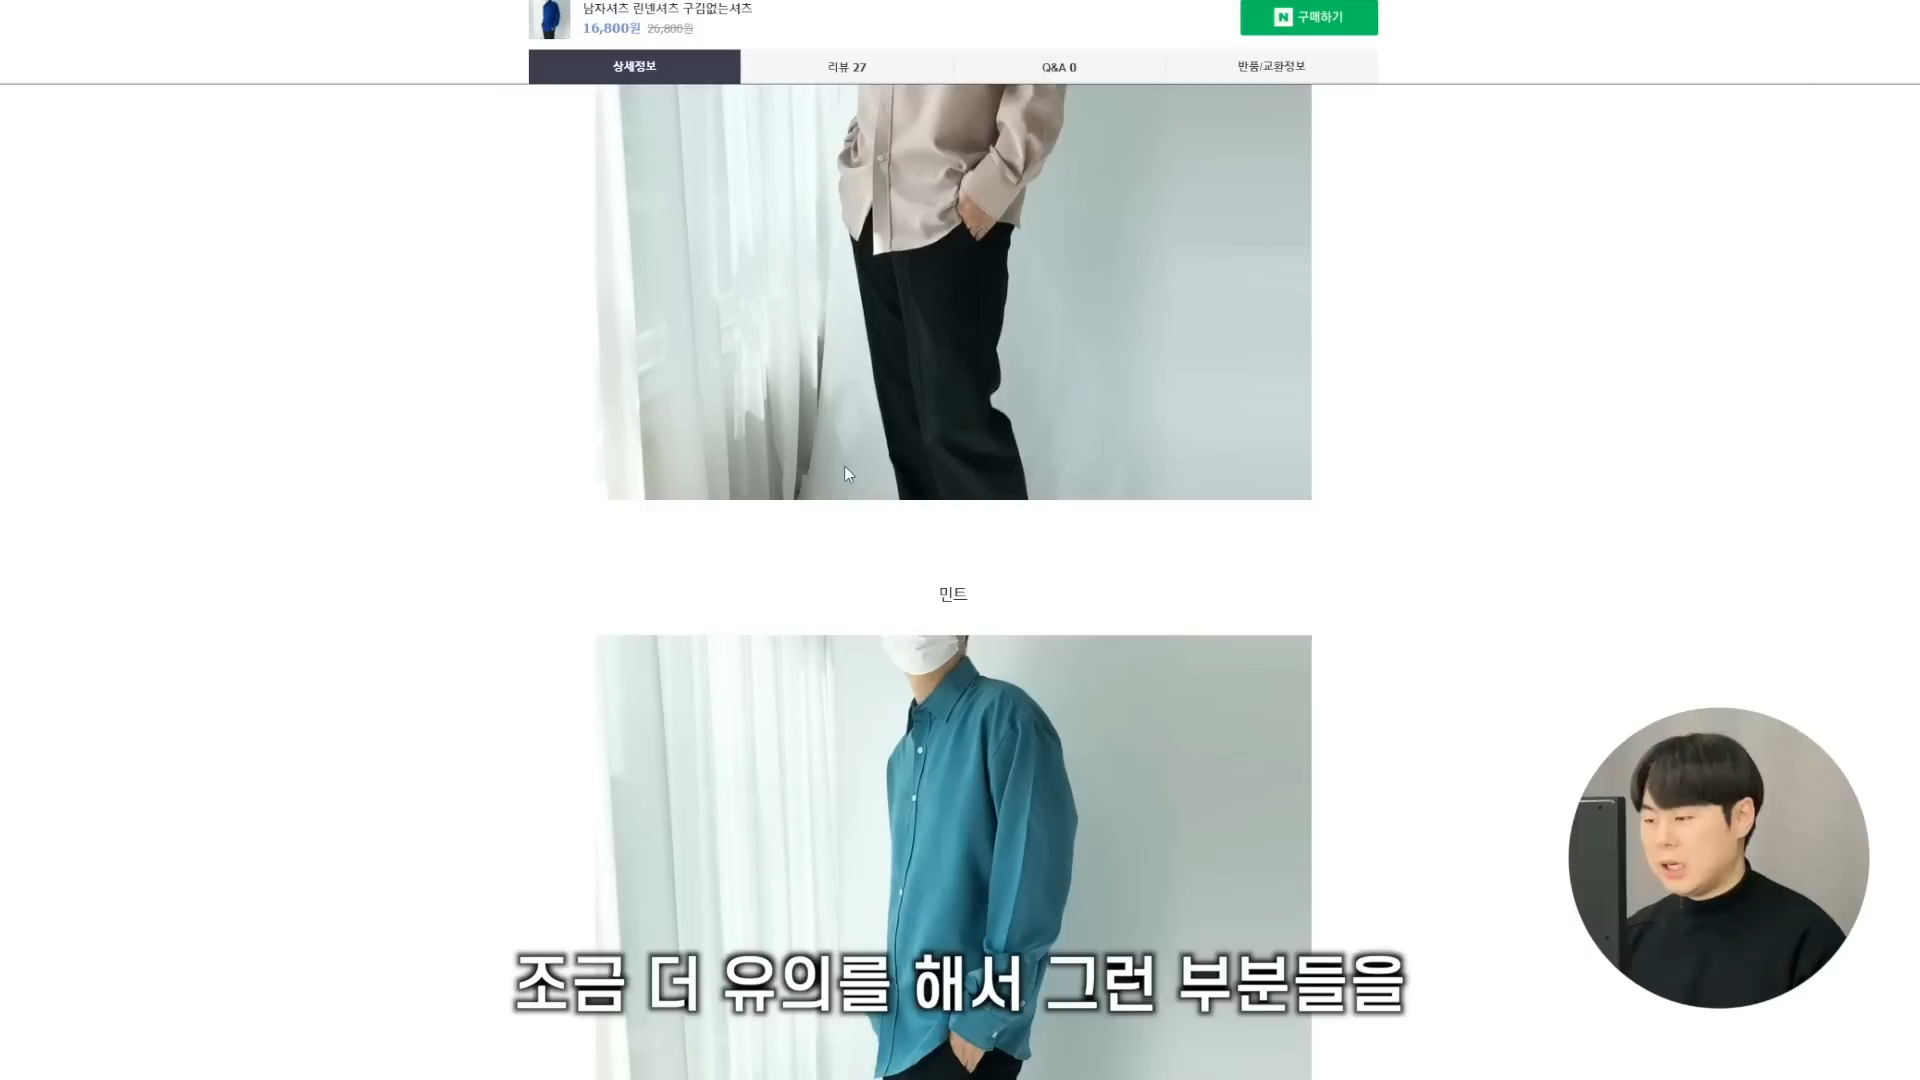 남자셔츠 린넨셔츠 구김없는셔츠
16,800원 26,800원
N 구매하기
상세정보
리뷰 27
Q&A 0
반품/교환정보
민트
조금 더 유의를 해서 그런 부분들을